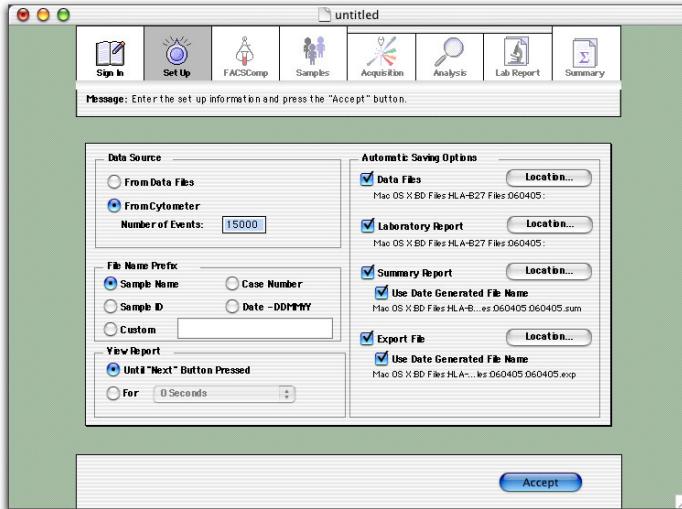 untitled
Sign In
Set Up
FACSComp
Samples
Acquisition
Analysis
Lab Report
Summary
Message: Enter the set up information and press the "Accept" button.
Data Source
From Data Files
From Cytometer
Number of Events: 15000
File Name Prefix
Sample Name
Case Number
Sample ID
Date -DDMMYY
Custom
View Report
Until "Next" Button Pressed
For 0 Seconds
Automatic Saving Options
Data Files Location...
Mac OS X:BD Files:HLA-B27 Files:060405:
Laboratory Report Location...
Mac OS X:BD Files:HLA-B27 Files:060405:
Summary Report Location...
Use Date Generated File Name
Mac OS X:BD Files:HLA-B...es:060405:060405.sum
Export File Location...
Use Date Generated File Name
Mac OS X:BD Files:HLA-...les:060405:060405.exp
Accept